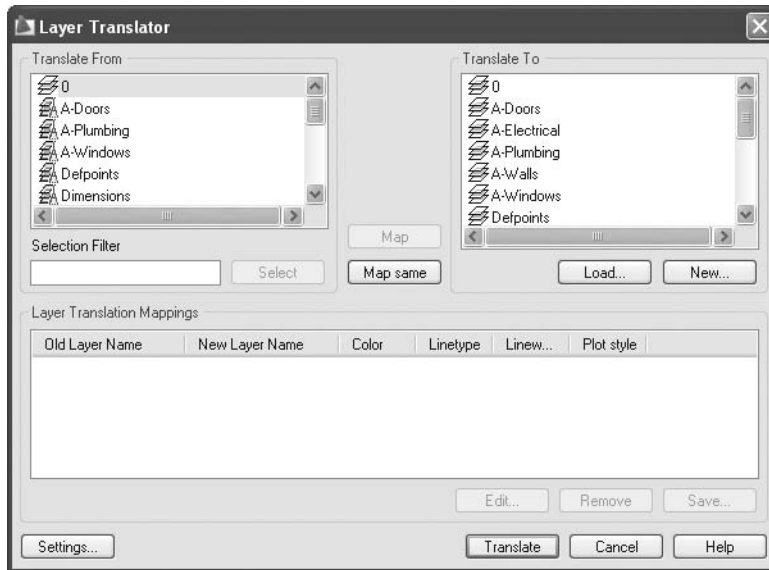 Layer Translator
Translate From
0
A-Doors
A-Plumbing
A-Windows
Defpoints
Dimensions
Selection Filter
Select
Map
Map same
Translate To
0
A-Doors
A-Electrical
A-Plumbing
A-Walls
A-Windows
Defpoints
Load...
New...
Layer Translation Mappings
Old Layer Name New Layer Name Color Linetype Linew... Plot style
Edit... Remove Save...
Settings... Translate Cancel Help